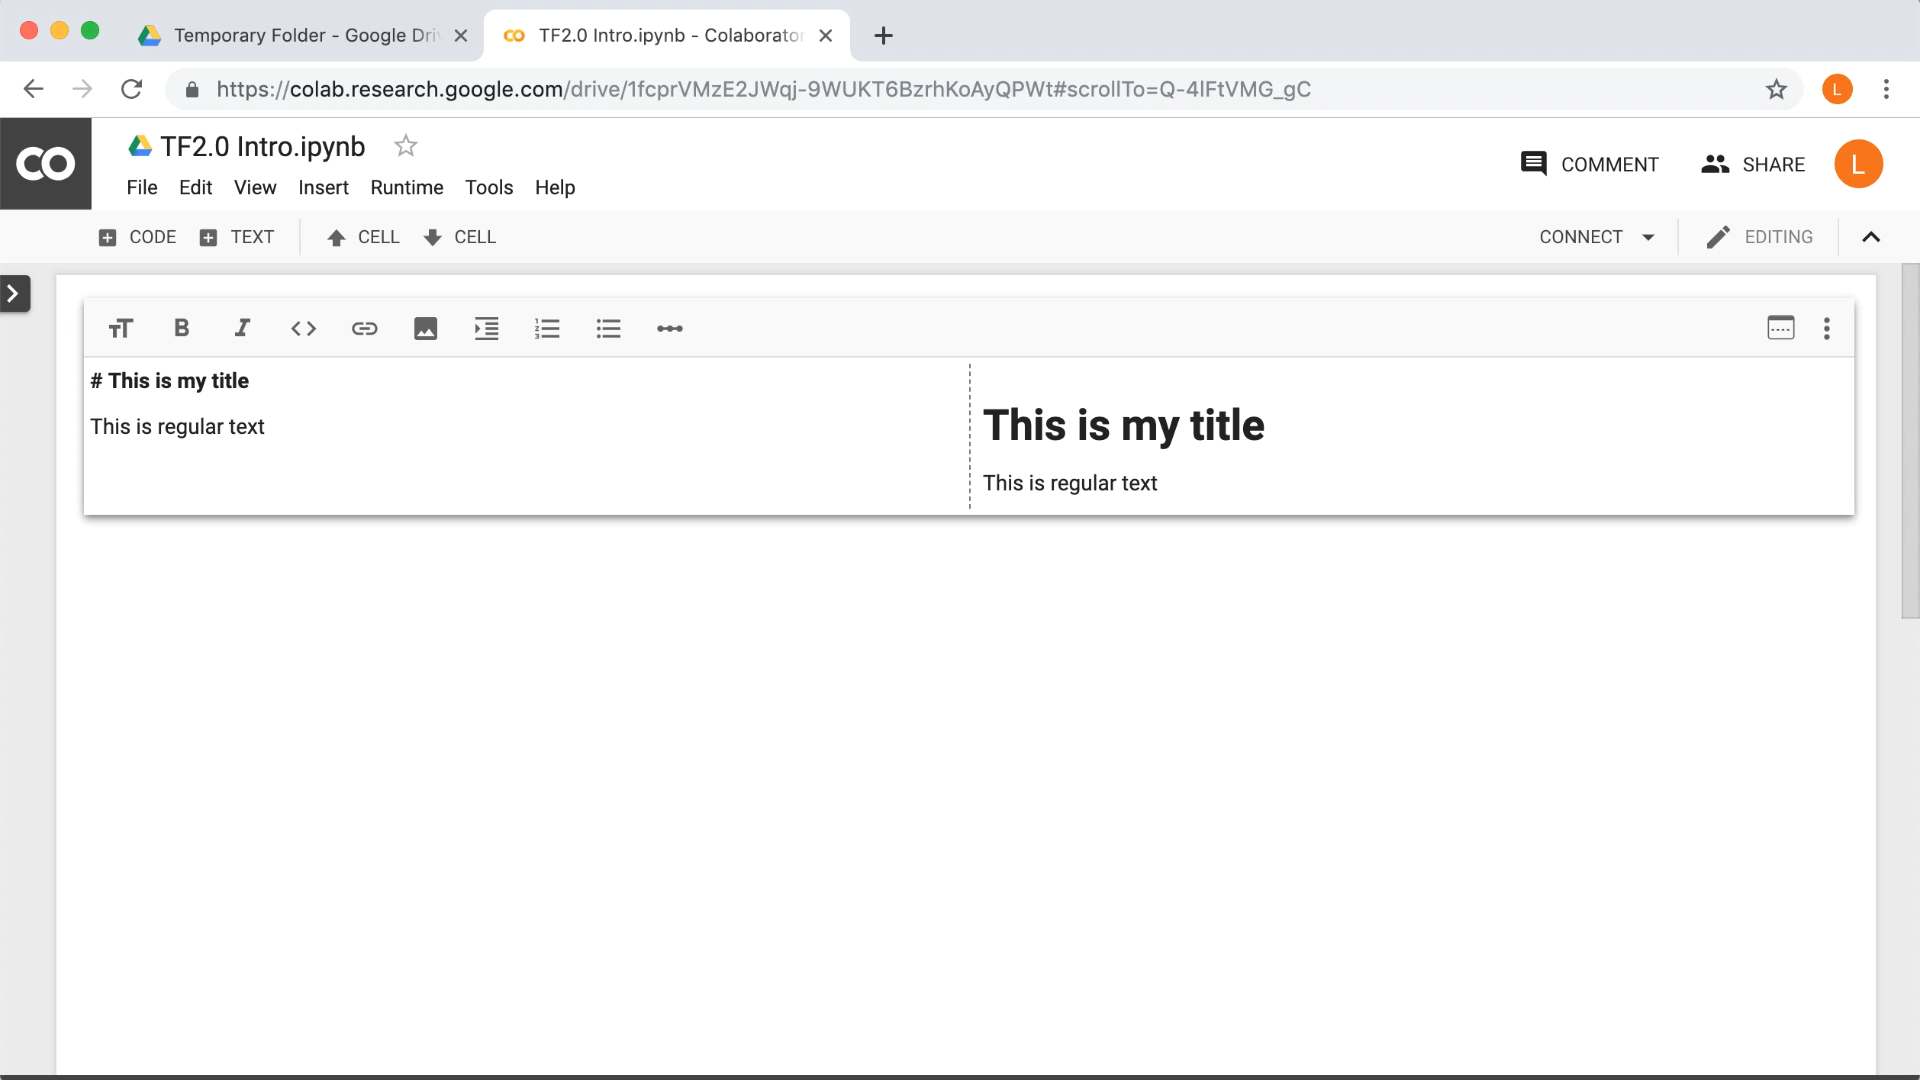 Temporary Folder - Google Dri
TF2.0 Intro.ipynb - Colaborator
https://colab.research.google.com/drive/1fcprVMzE2JWqj-9WUKT6BzrhKoAyQPWt#scrollTo=Q-4lFtVMG_gC
L
CO
TF2.0 Intro.ipynb
File Edit View Insert Runtime Tools Help
COMMENT
SHARE
L
CODE TEXT CELL CELL
CONNECT
EDITING
# This is my title
This is regular text
This is my title
This is regular text